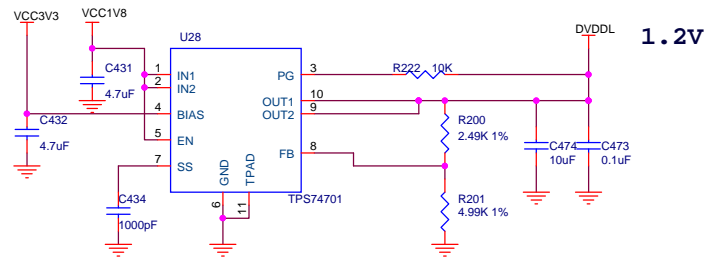 VCC3V3
VCC1V8
DVDDL
1.2V
U28
C431
4.7uF
C432
4.7uF
C434
1000pF
1
2
4
5
7
IN1
IN2
BIAS
EN
SS
PG
OUT1
OUT2
FB
GND
TPAD
6
11
3
10
9
8
TPS74701
R222
10K
R200
2.49K 1%
R201
4.99K 1%
C474
10uF
C473
0.1uF